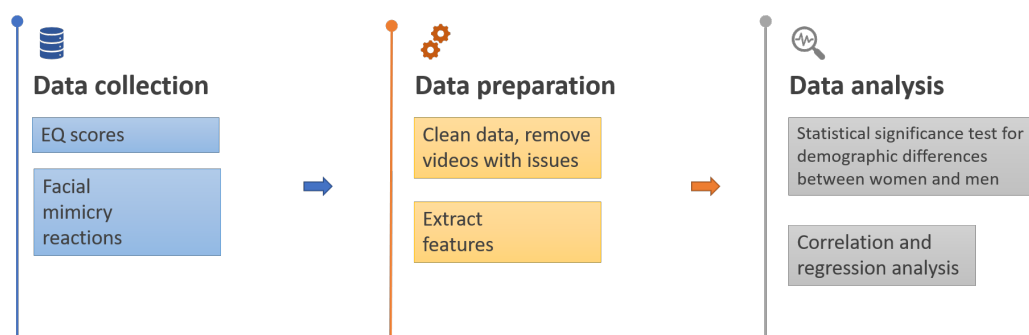 Data collection
EQ scores
Facial
mimicry
reactions
Data preparation
Clean data, remove
videos with issues
Extract
features
Data analysis
Statistical significance test for
demographic differences
between women and men
Correlation and
regression analysis